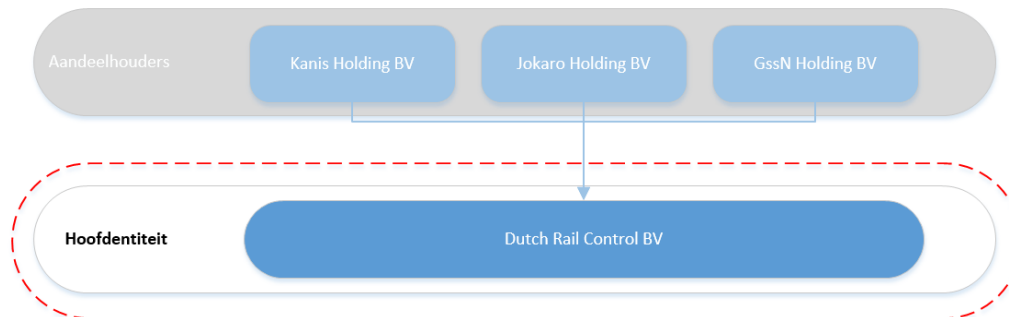 Aandeelhouders
Kanis Holding BV
Jokaro Holding BV
GssN Holding BV
Hoofdentiteit
Dutch Rail Control BV